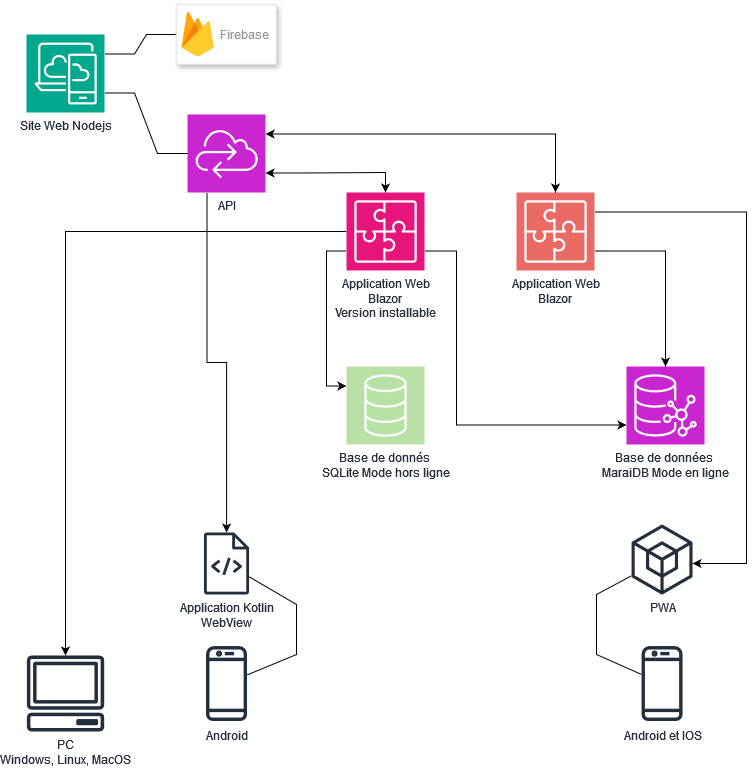 Firebase
Site Web Nodejs
API
Application Web
Blazor
Version installable
Application Web
Blazor
Base de donnés
SQLite Mode hors ligne
Base de données
MaraiDB Mode en ligne
Application Kotlin
WebView
PWA
Android
Android et IOS
PC
Windows, Linux, MacOS